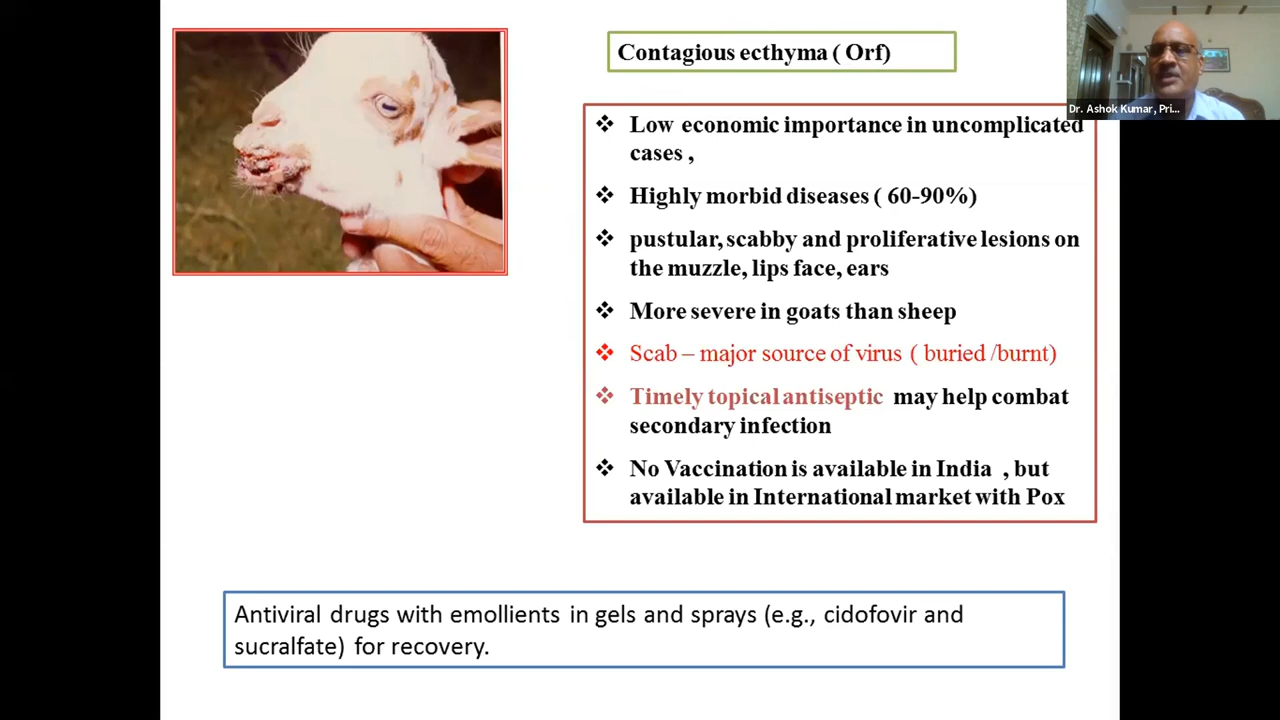 Contagious ecthyma ( Orf)
Dr. Ashok Kumar, Pri...
❖ Low economic importance in uncomplicated
cases ,
❖ Highly morbid diseases ( 60-90%)
❖ pustular, scabby and proliferative lesions on
the muzzle, lips face, ears
❖ More severe in goats than sheep
❖ Scab – major source of virus ( buried /burnt)
❖ Timely topical antiseptic may help combat
secondary infection
❖ No Vaccination is available in India , but
available in International market with Pox
Antiviral drugs with emollients in gels and sprays (e.g., cidofovir and
sucralfate) for recovery.